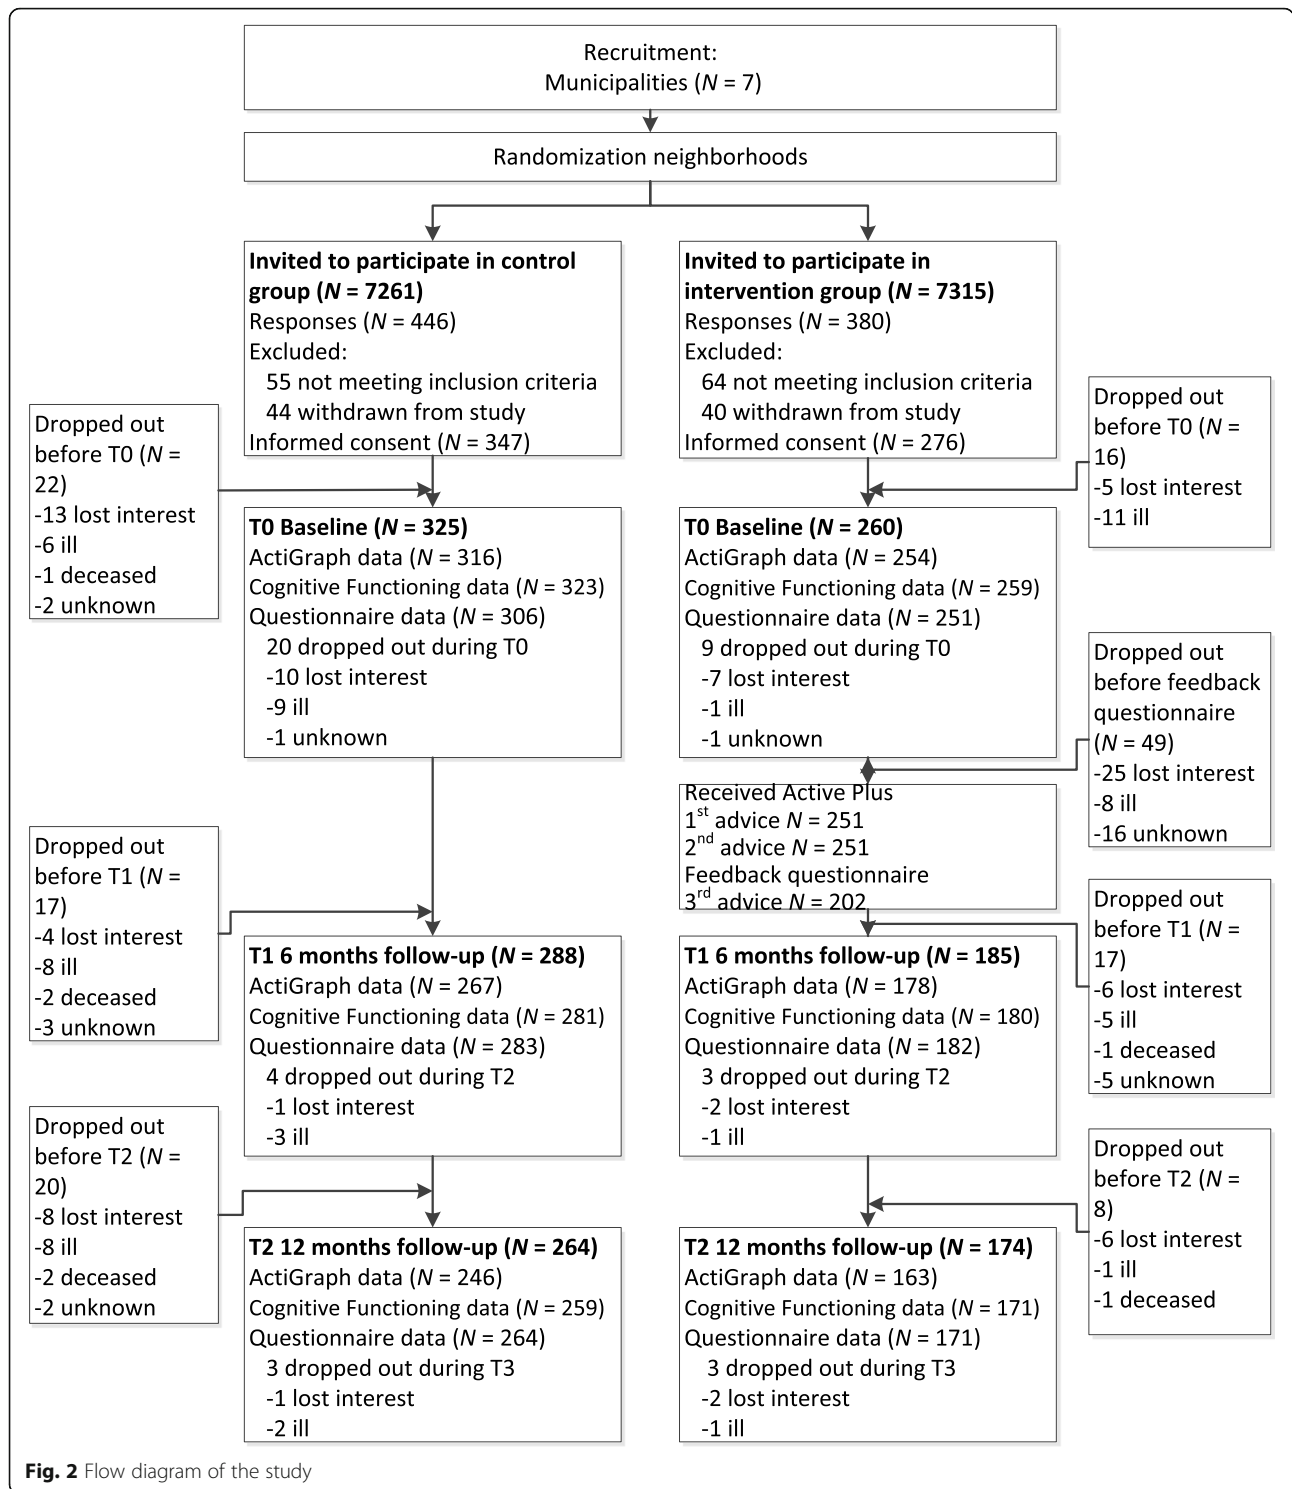 Recruitment:
Municipalities (N = 7)
Randomization neighborhoods
Invited to participate in control
group (N = 7261)
Responses (N = 446)
Excluded:
55 not meeting inclusion criteria
44 withdrawn from study
Informed consent (N = 347)
Invited to participate in
intervention group (N = 7315)
Responses (N = 380)
Excluded:
64 not meeting inclusion criteria
40 withdrawn from study
Informed consent (N = 276)
Dropped out
before T0 (N =
22)
-13 lost interest
-6 ill
-1 deceased
-2 unknown
Dropped out
before T0 (N =
16)
-5 lost interest
-11 ill
T0 Baseline (N = 325)
ActiGraph data (N = 316)
Cognitive Functioning data (N = 323)
Questionnaire data (N = 306)
20 dropped out during T0
-10 lost interest
-9 ill
-1 unknown
T0 Baseline (N = 260)
ActiGraph data (N = 254)
Cognitive Functioning data (N = 259)
Questionnaire data (N = 251)
9 dropped out during T0
-7 lost interest
-1 ill
-1 unknown
Dropped out
before feedback
questionnaire
(N = 49)
-25 lost interest
-8 ill
-16 unknown
Received Active Plus
1st advice N = 251
2nd advice N = 251
Feedback questionnaire
3rd advice N = 202
Dropped out
before T1 (N =
17)
-4 lost interest
-8 ill
-2 deceased
-3 unknown
Dropped out
before T1 (N =
17)
-6 lost interest
-5 ill
-1 deceased
-5 unknown
T1 6 months follow-up (N = 288)
ActiGraph data (N = 267)
Cognitive Functioning data (N = 281)
Questionnaire data (N = 283)
4 dropped out during T2
-1 lost interest
-3 ill
T1 6 months follow-up (N = 185)
ActiGraph data (N = 178)
Cognitive Functioning data (N = 180)
Questionnaire data (N = 182)
3 dropped out during T2
-2 lost interest
-1 ill
Dropped out
before T2 (N =
20)
-8 lost interest
-8 ill
-2 deceased
-2 unknown
Dropped out
before T2 (N =
8)
-6 lost interest
-1 ill
-1 deceased
T2 12 months follow-up (N = 264)
ActiGraph data (N = 246)
Cognitive Functioning data (N = 259)
Questionnaire data (N = 264)
3 dropped out during T3
-1 lost interest
-2 ill
T2 12 months follow-up (N = 174)
ActiGraph data (N = 163)
Cognitive Functioning data (N = 171)
Questionnaire data (N = 171)
3 dropped out during T3
-2 lost interest
-1 ill
Fig. 2 Flow diagram of the study